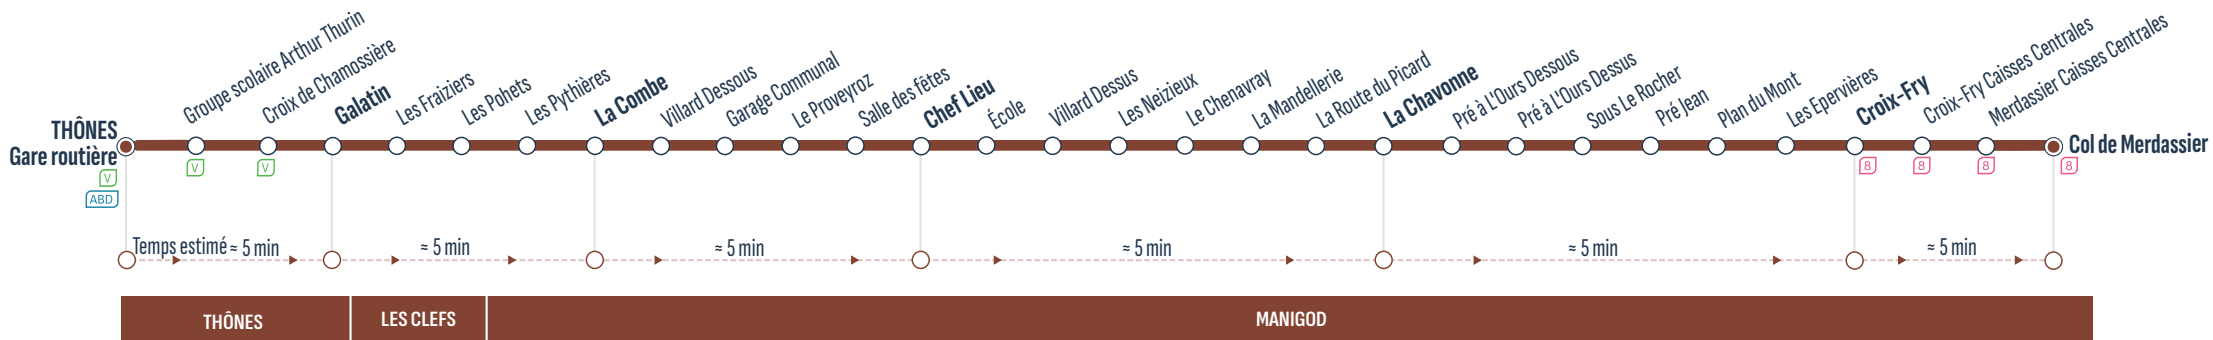 THÔNES
Gare routière
Groupe scolaire Arthur Thurin
Croix de Chamossière
Galatin
Les Fraiziers
Les Pohets
Les Pythières
La Combe
Villard Dessous
Garage Communal
Le Proveyroz
Salle des fêtes
Chef Lieu
École
Villard Dessus
Les Neizieux
Le Chenavray
La Mandellerie
La Route du Picard
La Chavonne
Pré à L'Ours Dessous
Pré à L'Ours Dessus
Sous Le Rocher
Pré Jean
Plan du Mont
Les Epervières
Croix-Fry
Croix-Fry Caisses Centrales
Merdassier Caisses Centrales
Col de Merdassier
V
V
V
ABD
8
8
8
8
Temps estimé ≈ 5 min
≈ 5 min
≈ 5 min
≈ 5 min
≈ 5 min
≈ 5 min
THÔNES
LES CLEFS
MANIGOD